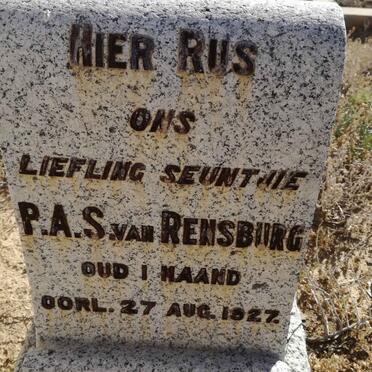 HIER RUS
ONS
LIEFLING SEUNTJIE
P.A.S. VAN RENSBURG
OUD 1 MAAND
OORL. 27 AUG. 1927.